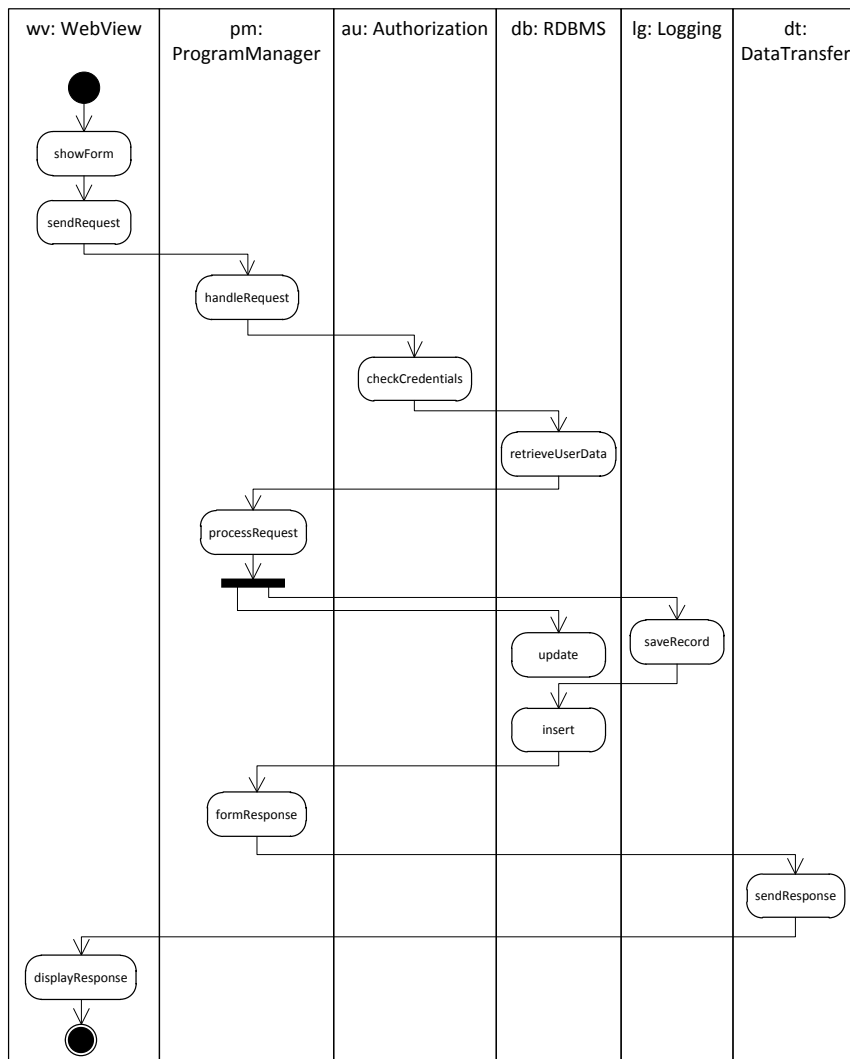 wv: WebView
pm:
ProgramManager
au: Authorization
db: RDBMS
lg: Logging
dt:
DataTransfer
showForm
sendRequest
handleRequest
checkCredentials
retrieveUserData
processRequest
saveRecord
update
insert
formResponse
sendResponse
displayResponse